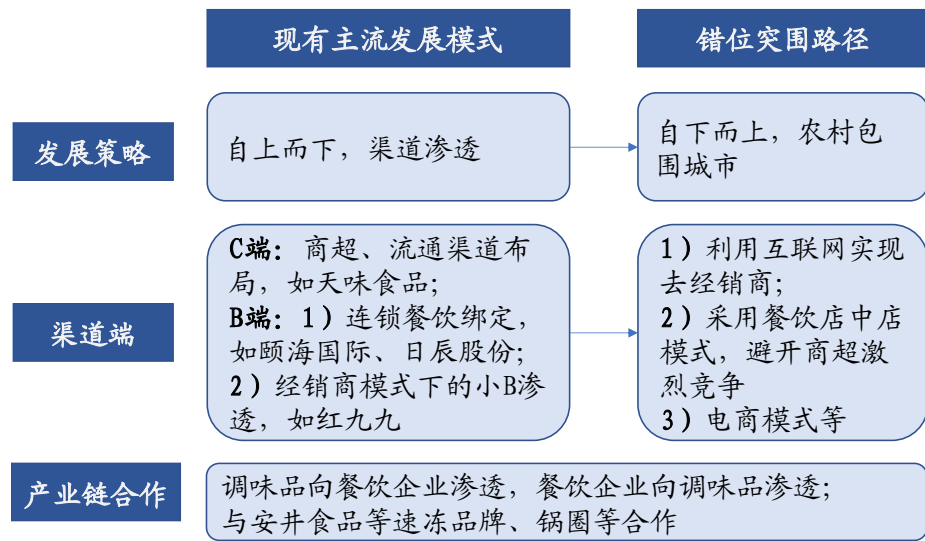 现有主流发展模式
错位突围路径
发展策略
自上而下，渠道渗透
自下而上，农村包
围城市
渠道端
C端：商超、流通渠道布
局，如天味食品；
B端：1）连锁餐饮绑定，
如颐海国际、日辰股份；
2）经销商模式下的小B渗
透，如红九九
1）利用互联网实现
去经销商；
2）采用餐饮店中店
模式，避开商超激
烈竞争
3）电商模式等
产业链合作
调味品向餐饮企业渗透，餐饮企业向调味品渗透；
与安井食品等速冻品牌、锅圈等合作